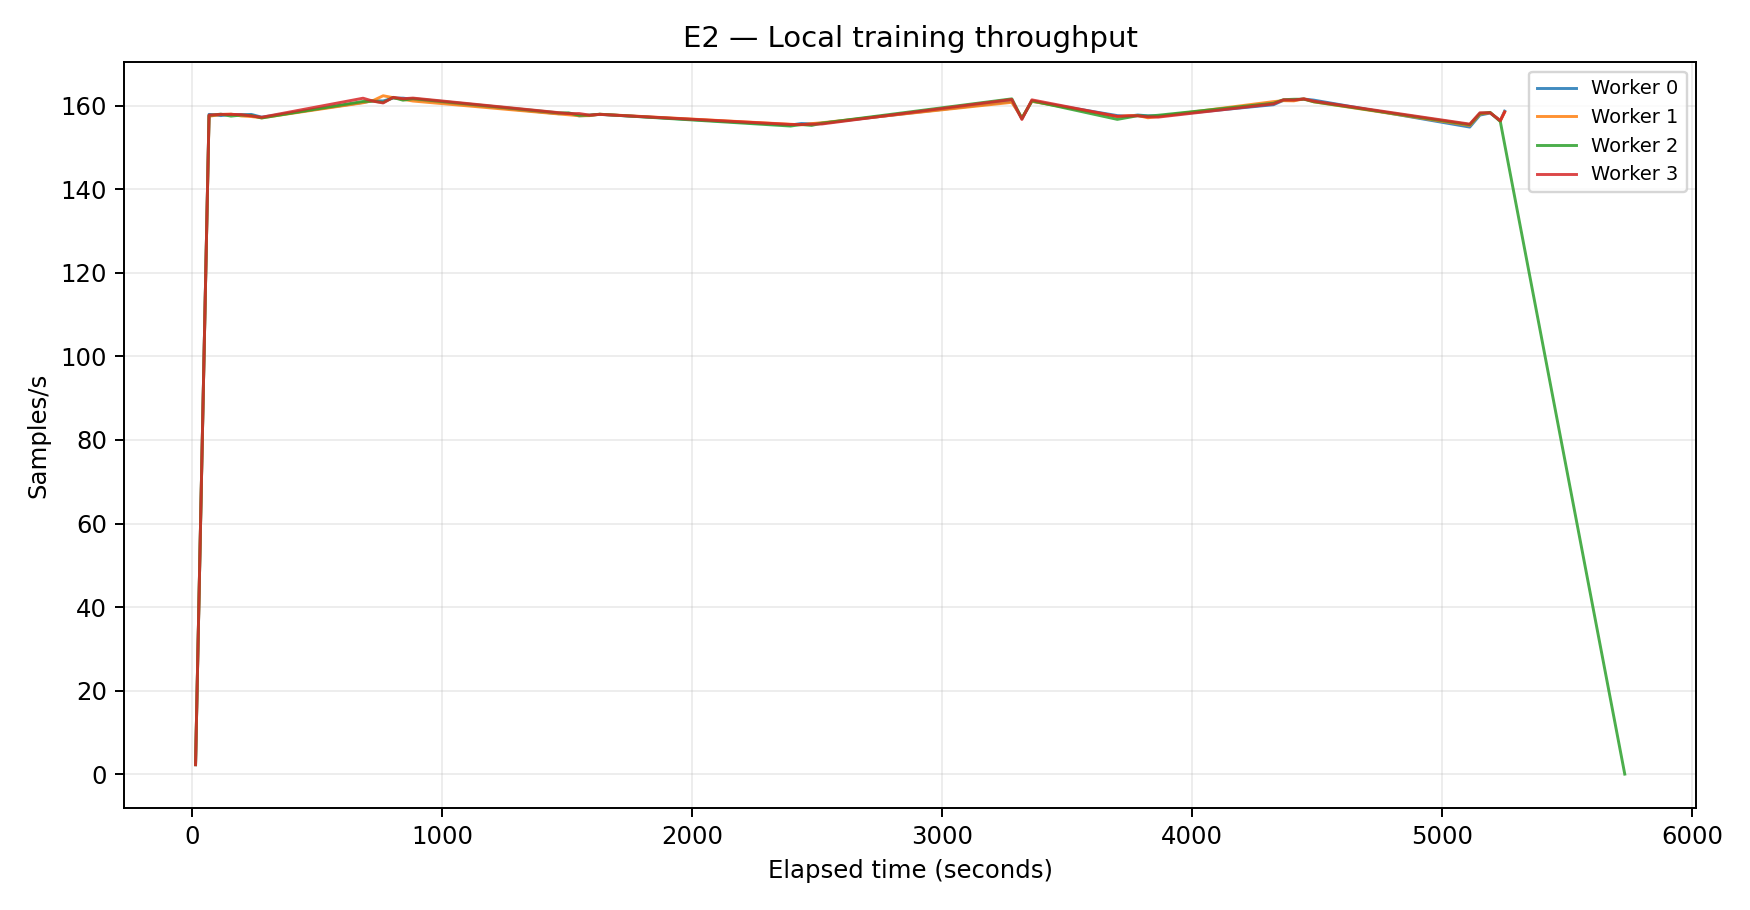 E2 — Local training throughput
Worker 0
Worker 1
Worker 2
Worker 3
160
140
120
100
80
60
40
20
0
Samples/s
0 1000 2000 3000 4000 5000 6000
Elapsed time (seconds)